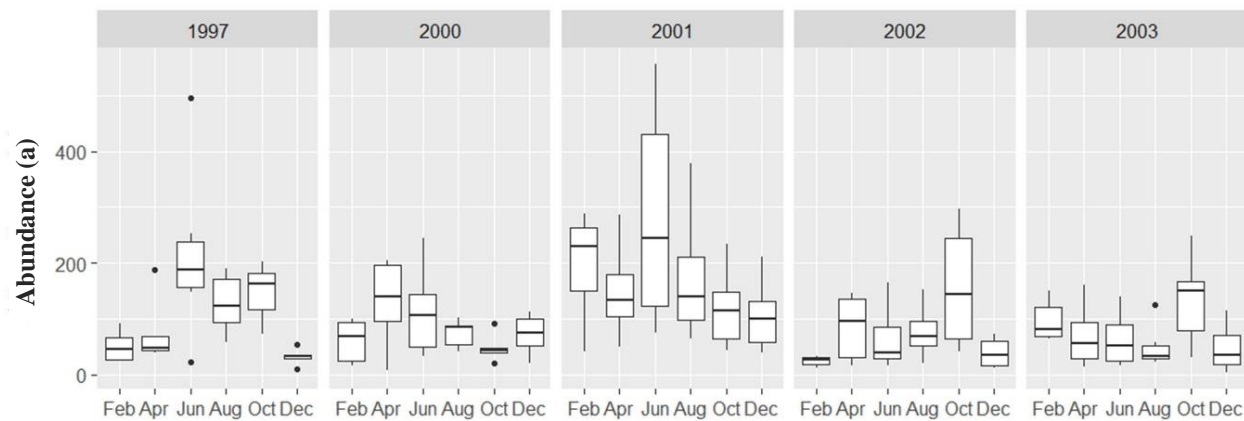 1997 2000 2001 2002 2003
Abundance (a)
400
200
0
Feb Apr Jun Aug Oct Dec Feb Apr Jun Aug Oct Dec Feb Apr Jun Aug Oct Dec Feb Apr Jun Aug Oct Dec Feb Apr Jun Aug Oct Dec